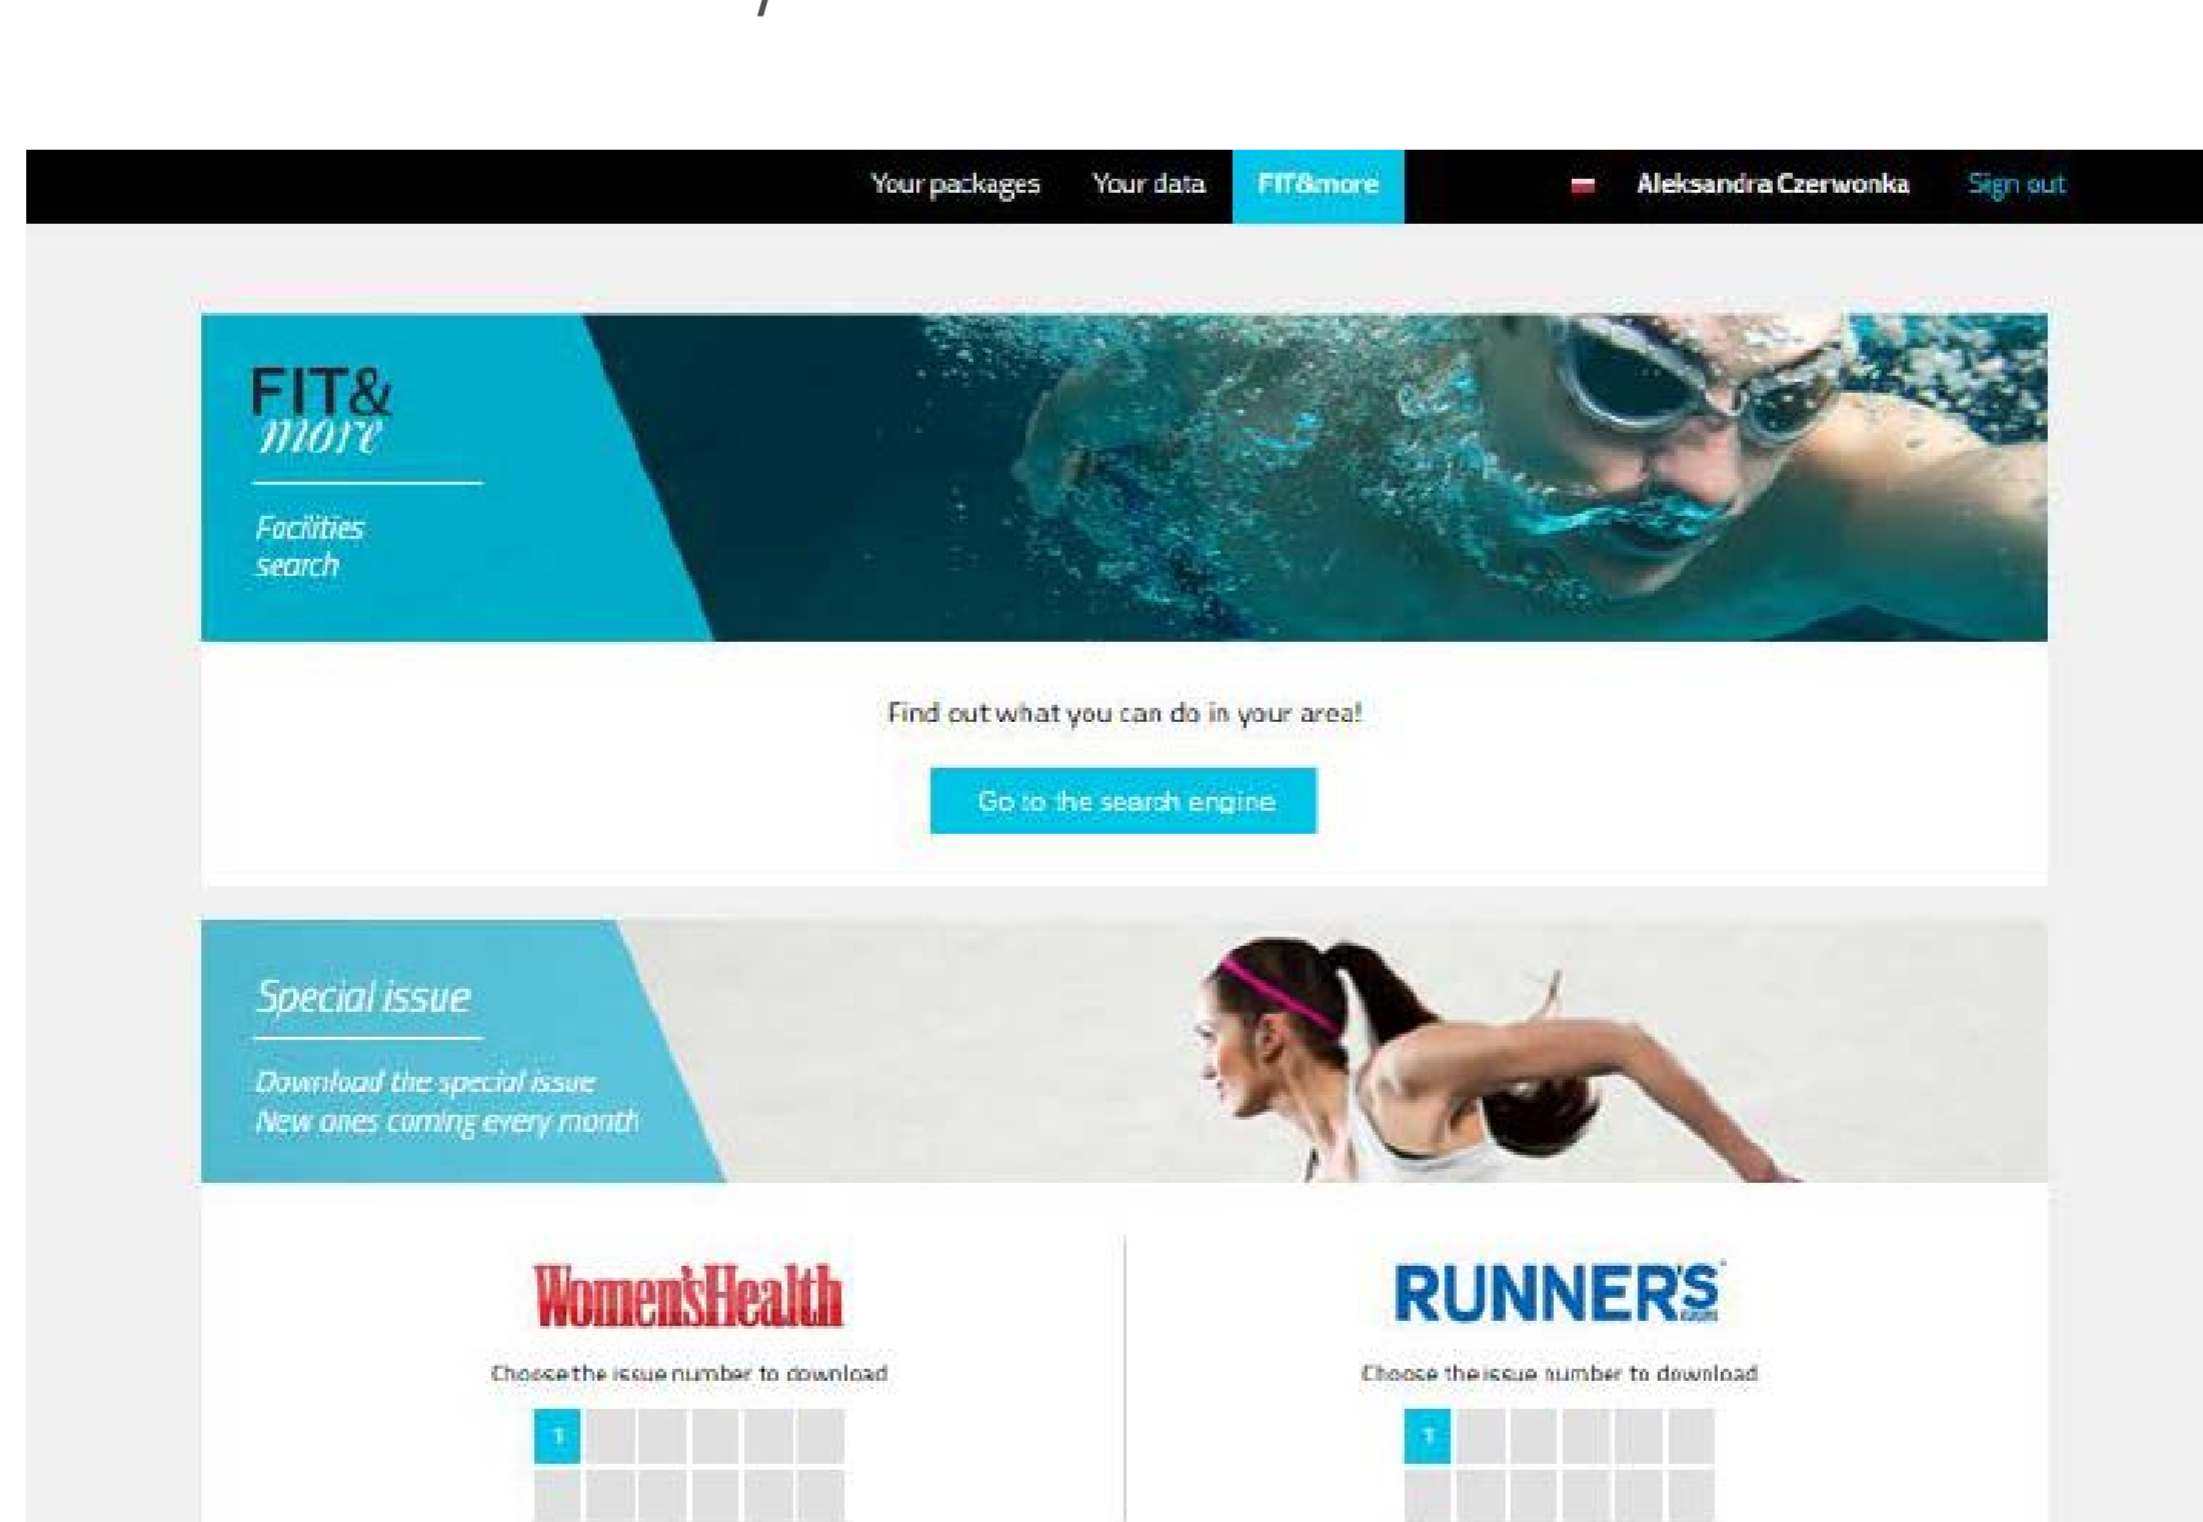 Your packages Your data FIT&more Aleksandra Czerwonka Sign out
FIT&
more
Facilities
search
Find out what you can do in your area!
Go to the search engine
Special issue
Download the special issue
New ones coming every month
Women'sHealth
RUNNER'S
Choose the issue number to download
Choose the issue number to download
1
1